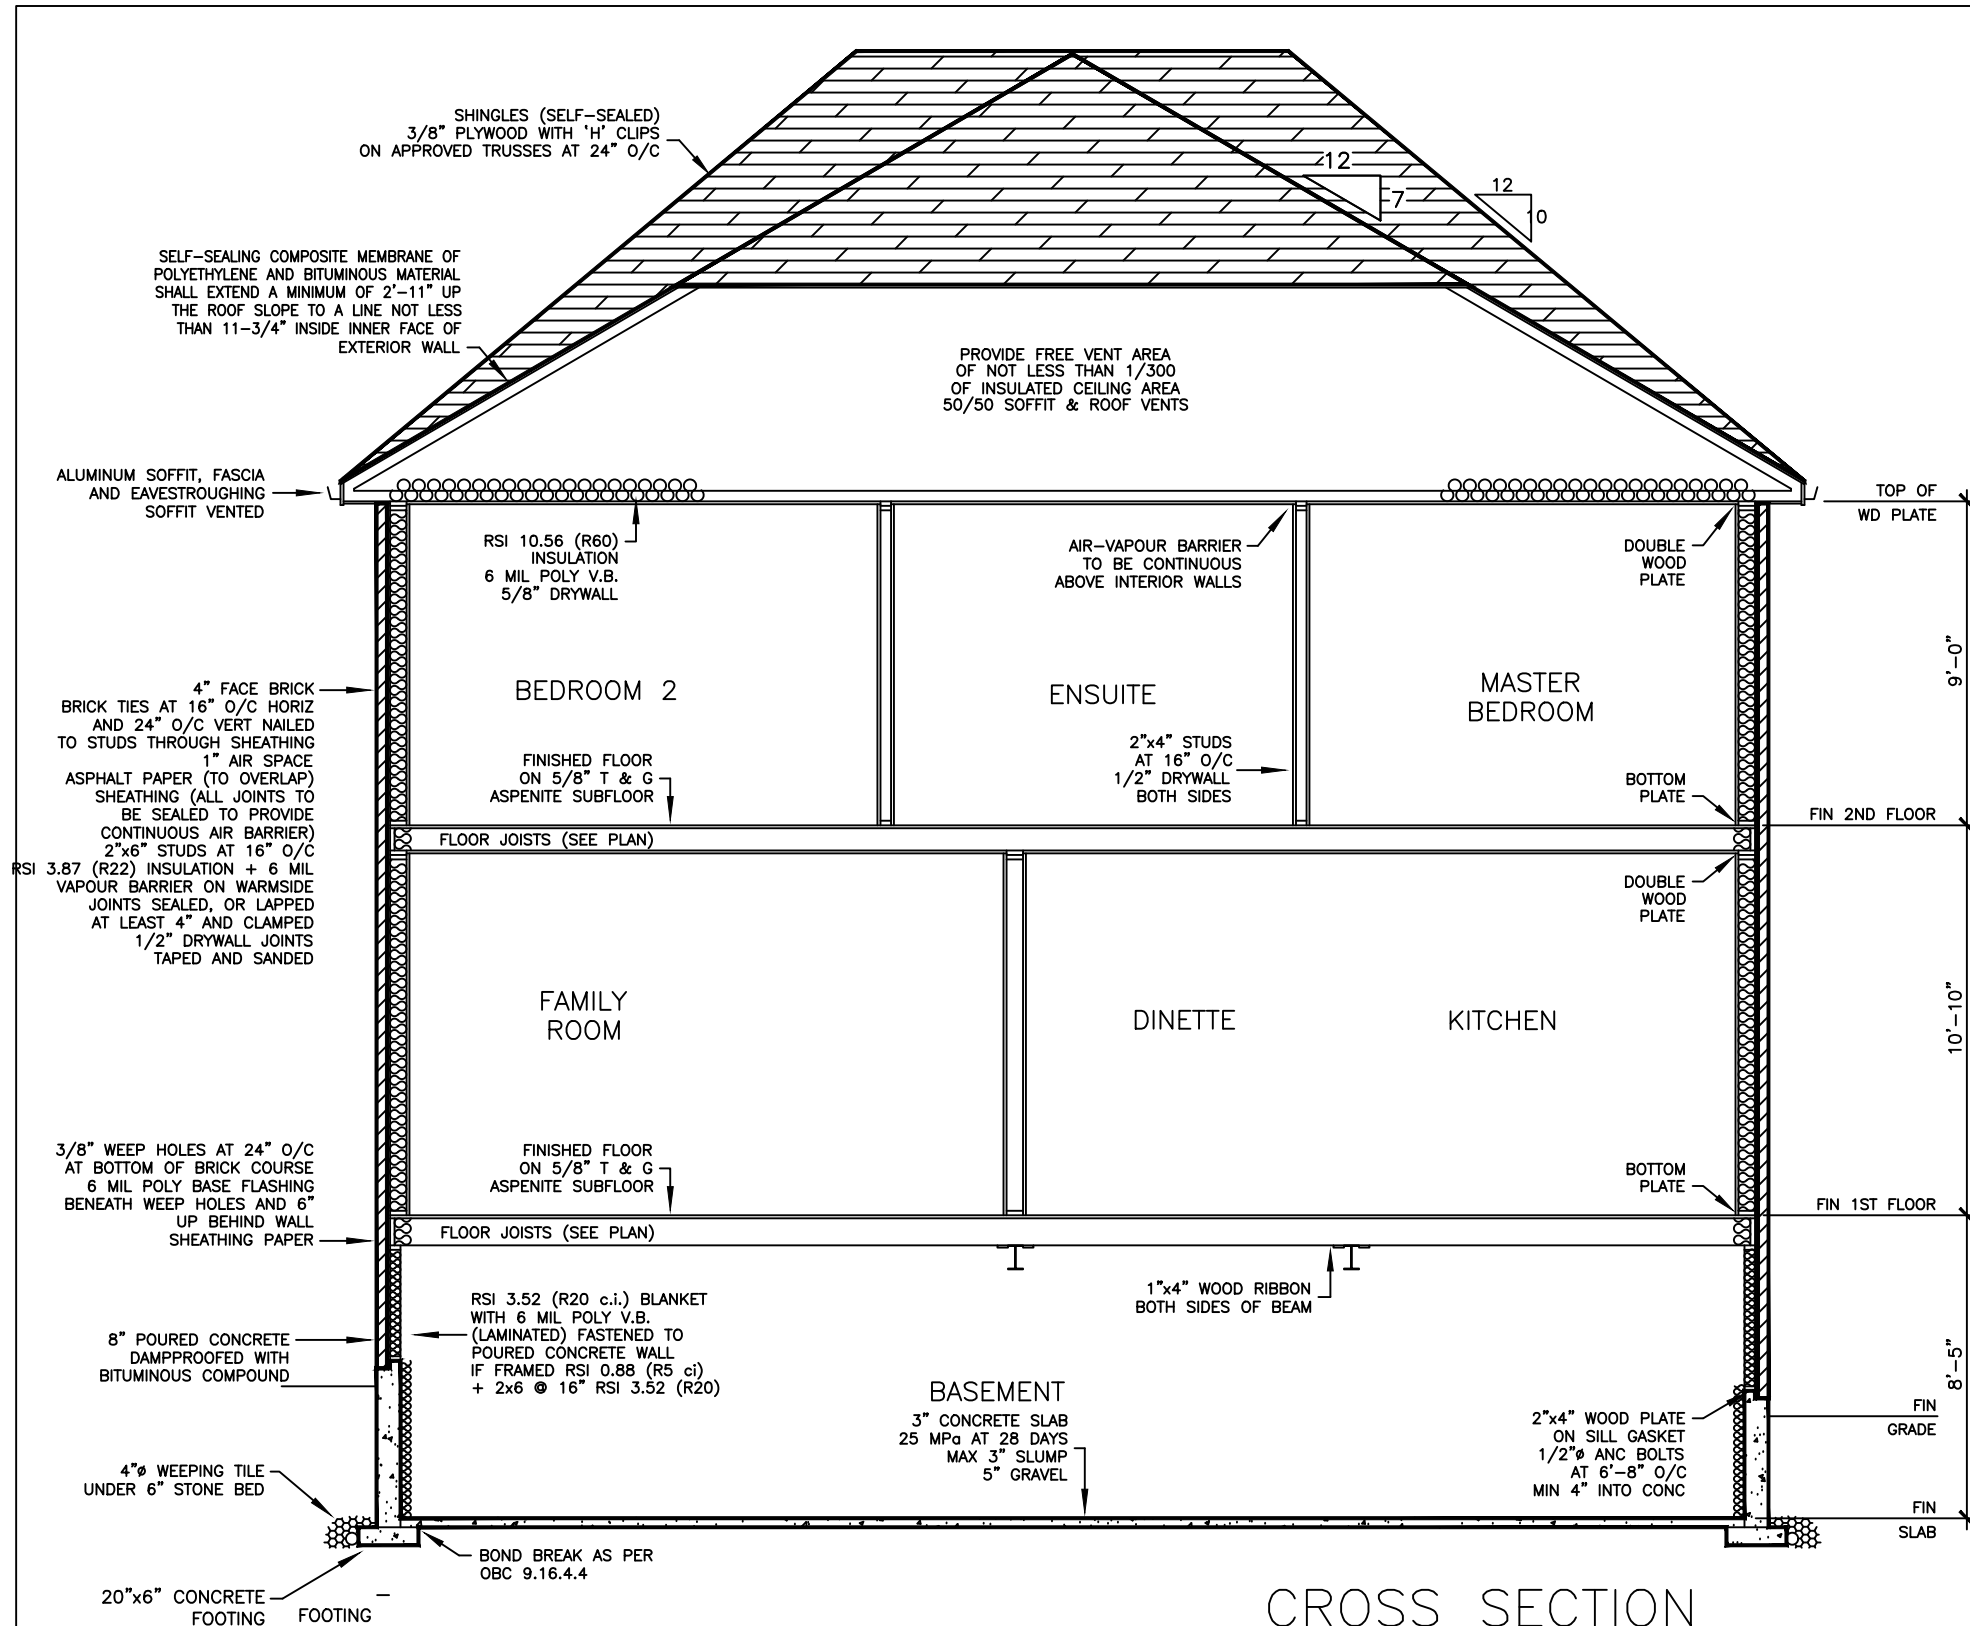 SHINGLES (SELF-SEALED)
3/8" PLYWOOD WITH 'H' CLIPS
ON APPROVED TRUSSES AT 24" O/C
12
7
12
10
SELF-SEALING COMPOSITE MEMBRANE OF
POLYETHYLENE AND BITUMINOUS MATERIAL
SHALL EXTEND A MINIMUM OF 2'-11" UP
THE ROOF SLOPE TO A LINE NOT LESS
THAN 11-3/4" INSIDE INNER FACE OF
EXTERIOR WALL
PROVIDE FREE VENT AREA
OF NOT LESS THAN 1/300
OF INSULATED CEILING AREA
50/50 SOFFIT & ROOF VENTS
ALUMINUM SOFFIT, FASCIA
AND EAVESTROUGHING
SOFFIT VENTED
TOP OF
WD PLATE
RSI 10.56 (R60)
INSULATION
6 MIL POLY V.B.
5/8" DRYWALL
AIR-VAPOUR BARRIER
TO BE CONTINUOUS
ABOVE INTERIOR WALLS
DOUBLE
WOOD
PLATE
9'-0"
4" FACE BRICK
BRICK TIES AT 16" O/C HORIZ
AND 24" O/C VERT NAILED
TO STUDS THROUGH SHEATHING
1" AIR SPACE
ASPHALT PAPER (TO OVERLAP)
SHEATHING (ALL JOINTS TO
BE SEALED TO PROVIDE
CONTINUOUS AIR BARRIER)
2"x6" STUDS AT 16" O/C
RSI 3.87 (R22) INSULATION + 6 MIL
VAPOUR BARRIER ON WARMSIDE
JOINTS SEALED, OR LAPPED
AT LEAST 4" AND CLAMPED
1/2" DRYWALL JOINTS
TAPED AND SANDED
BEDROOM 2
ENSUITE
MASTER
BEDROOM
FINISHED FLOOR
ON 5/8" T & G
ASPENITE SUBFLOOR
2"x4" STUDS
AT 16" O/C
1/2" DRYWALL
BOTH SIDES
BOTTOM
PLATE
FIN 2ND FLOOR
FLOOR JOISTS (SEE PLAN)
DOUBLE
WOOD
PLATE
10'-10"
FAMILY
ROOM
DINETTE
KITCHEN
3/8" WEEP HOLES AT 24" O/C
AT BOTTOM OF BRICK COURSE
6 MIL POLY BASE FLASHING
BENEATH WEEP HOLES AND 6"
UP BEHIND WALL
SHEATHING PAPER
FINISHED FLOOR
ON 5/8" T & G
ASPENITE SUBFLOOR
BOTTOM
PLATE
FIN 1ST FLOOR
FLOOR JOISTS (SEE PLAN)
1"x4" WOOD RIBBON
BOTH SIDES OF BEAM
RSI 3.52 (R20 c.i.) BLANKET
WITH 6 MIL POLY V.B.
(LAMINATED) FASTENED TO
POURED CONCRETE WALL
IF FRAMED RSI 0.88 (R5 ci)
+ 2x6 @ 16" RSI 3.52 (R20)
8" POURED CONCRETE
DAMPPROOFED WITH
BITUMINOUS COMPOUND
8'-5"
BASEMENT
3" CONCRETE SLAB
25 MPa AT 28 DAYS
MAX 3" SLUMP
5" GRAVEL
2"x4" WOOD PLATE
ON SILL GASKET
1/2"ø ANC BOLTS
AT 6'-8" O/C
MIN 4" INTO CONC
FIN
GRADE
4"ø WEEPING TILE
UNDER 6" STONE BED
FIN
SLAB
BOND BREAK AS PER
OBC 9.16.4.4
20"x6" CONCRETE
FOOTING
FOOTING
CROSS SECTION